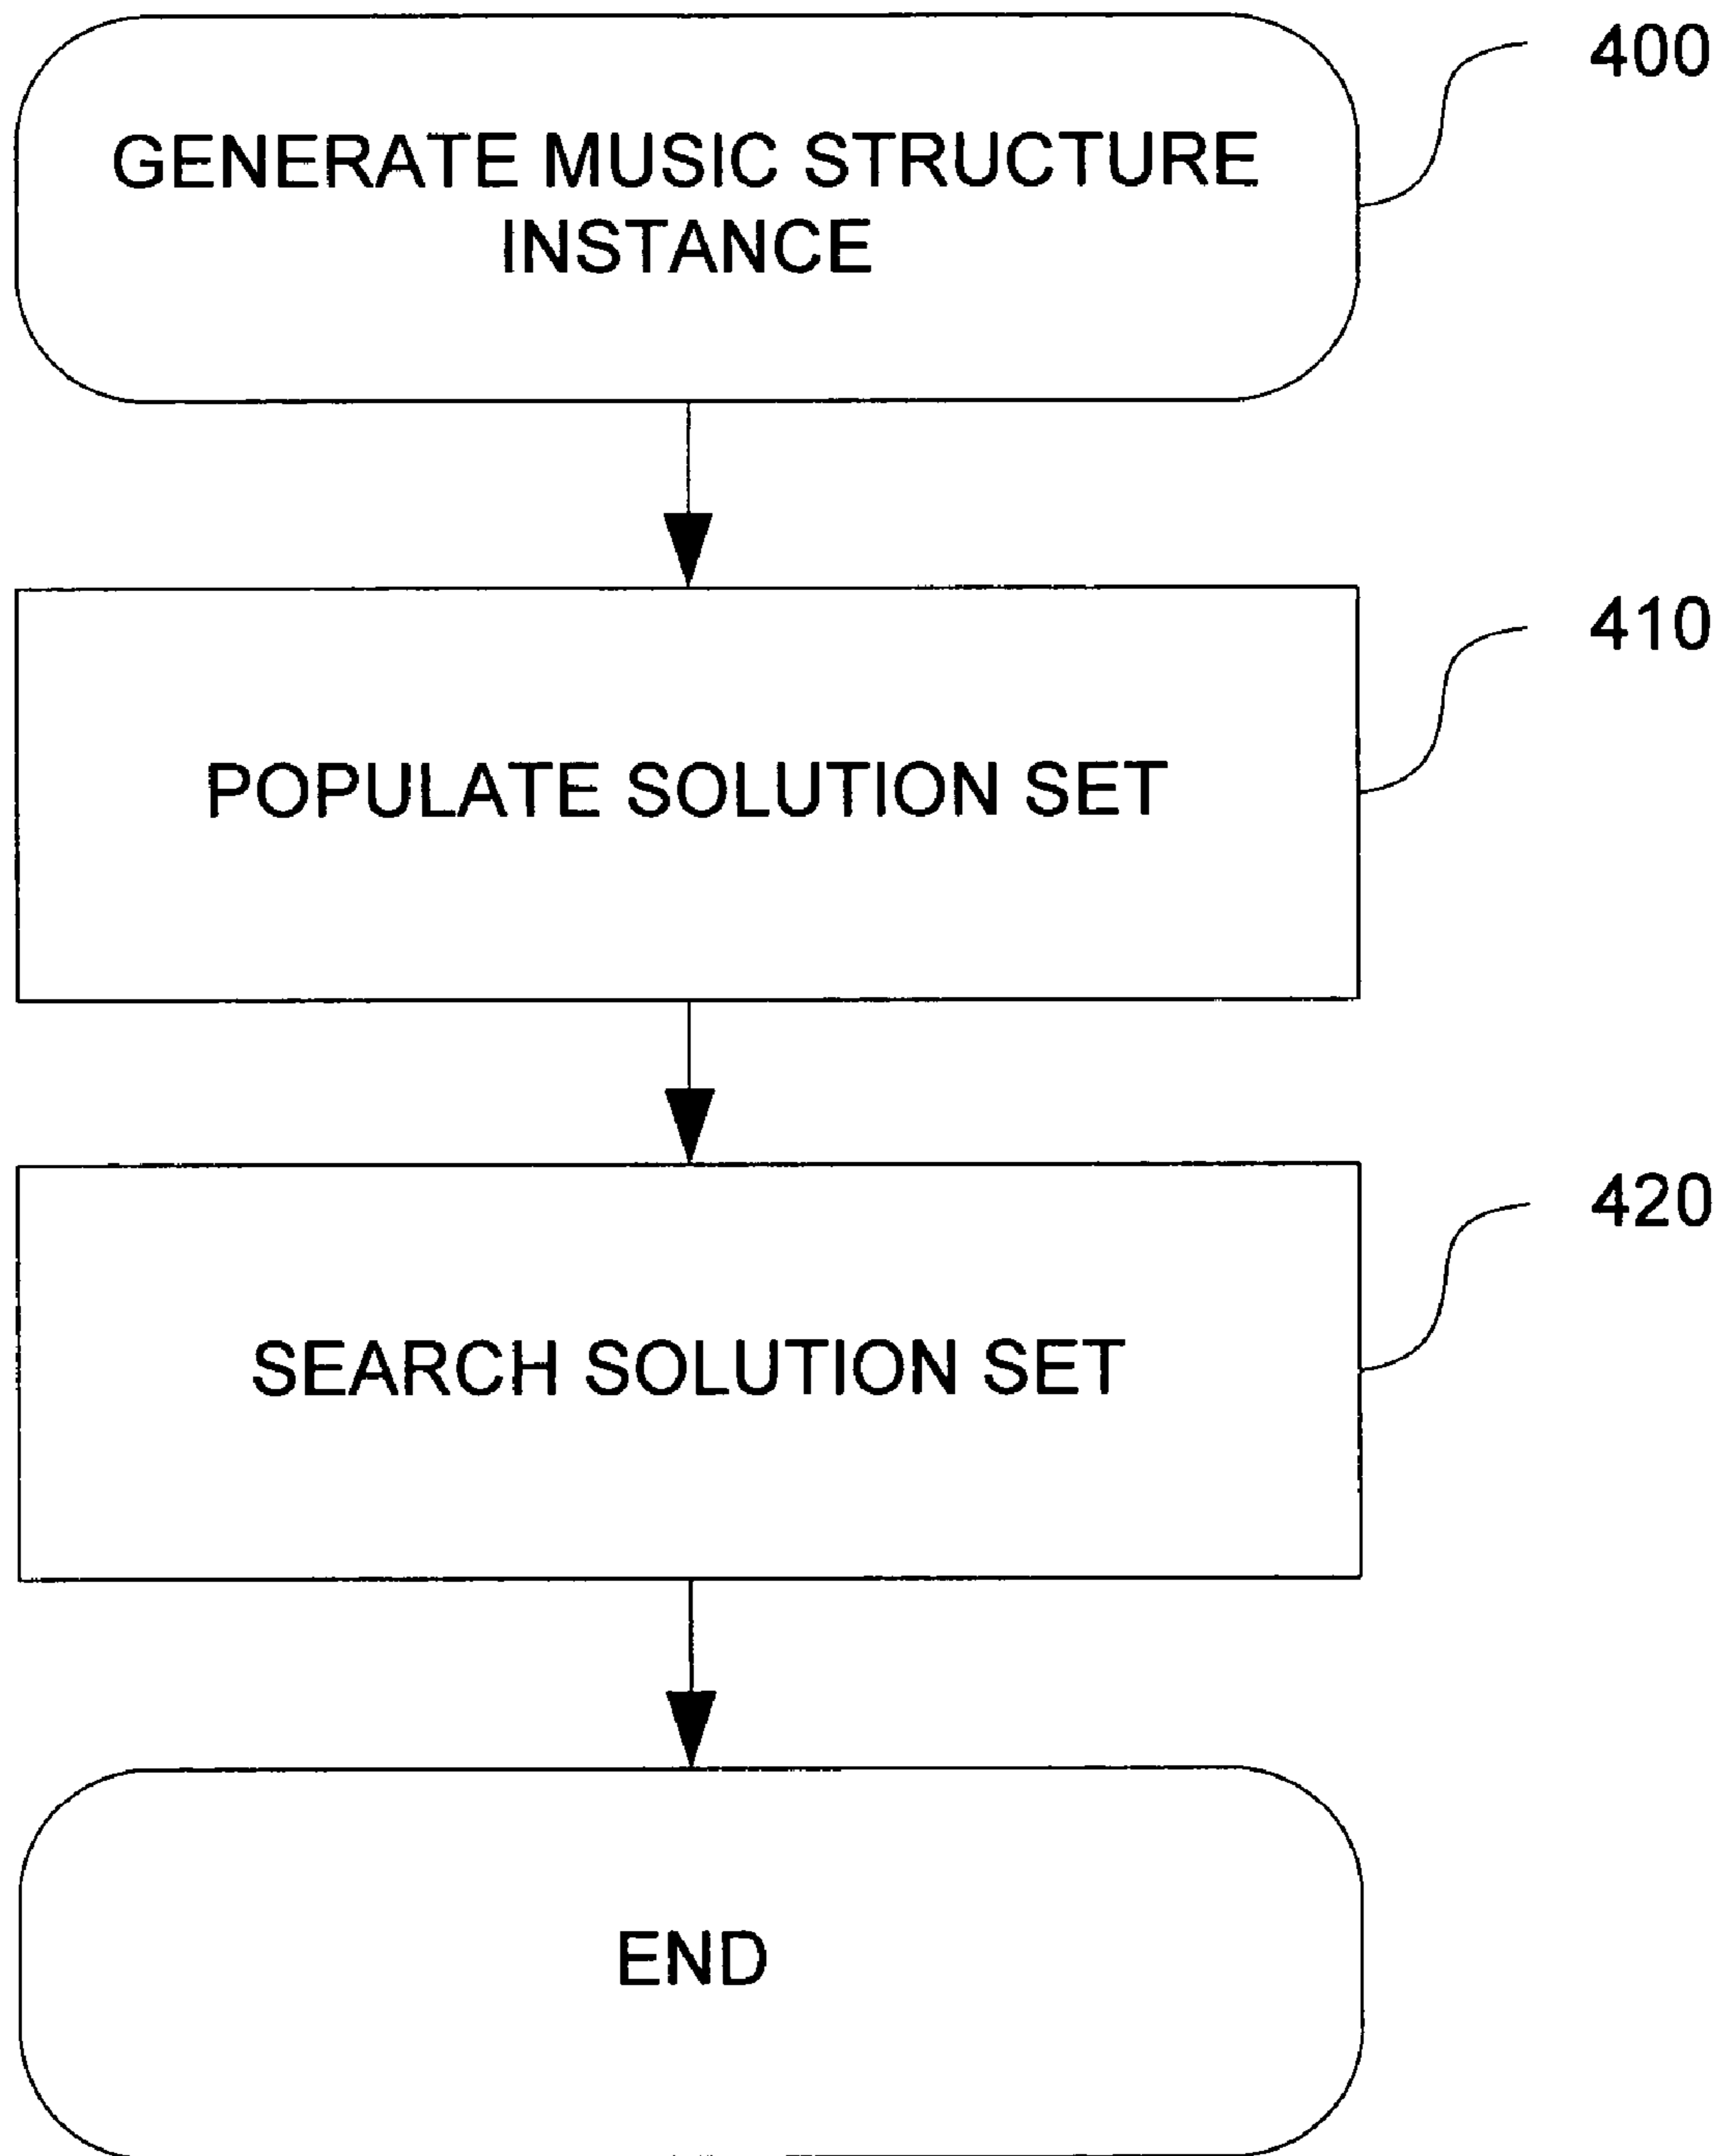 400
GENERATE MUSIC STRUCTURE
INSTANCE
410
POPULATE SOLUTION SET
420
SEARCH SOLUTION SET
END